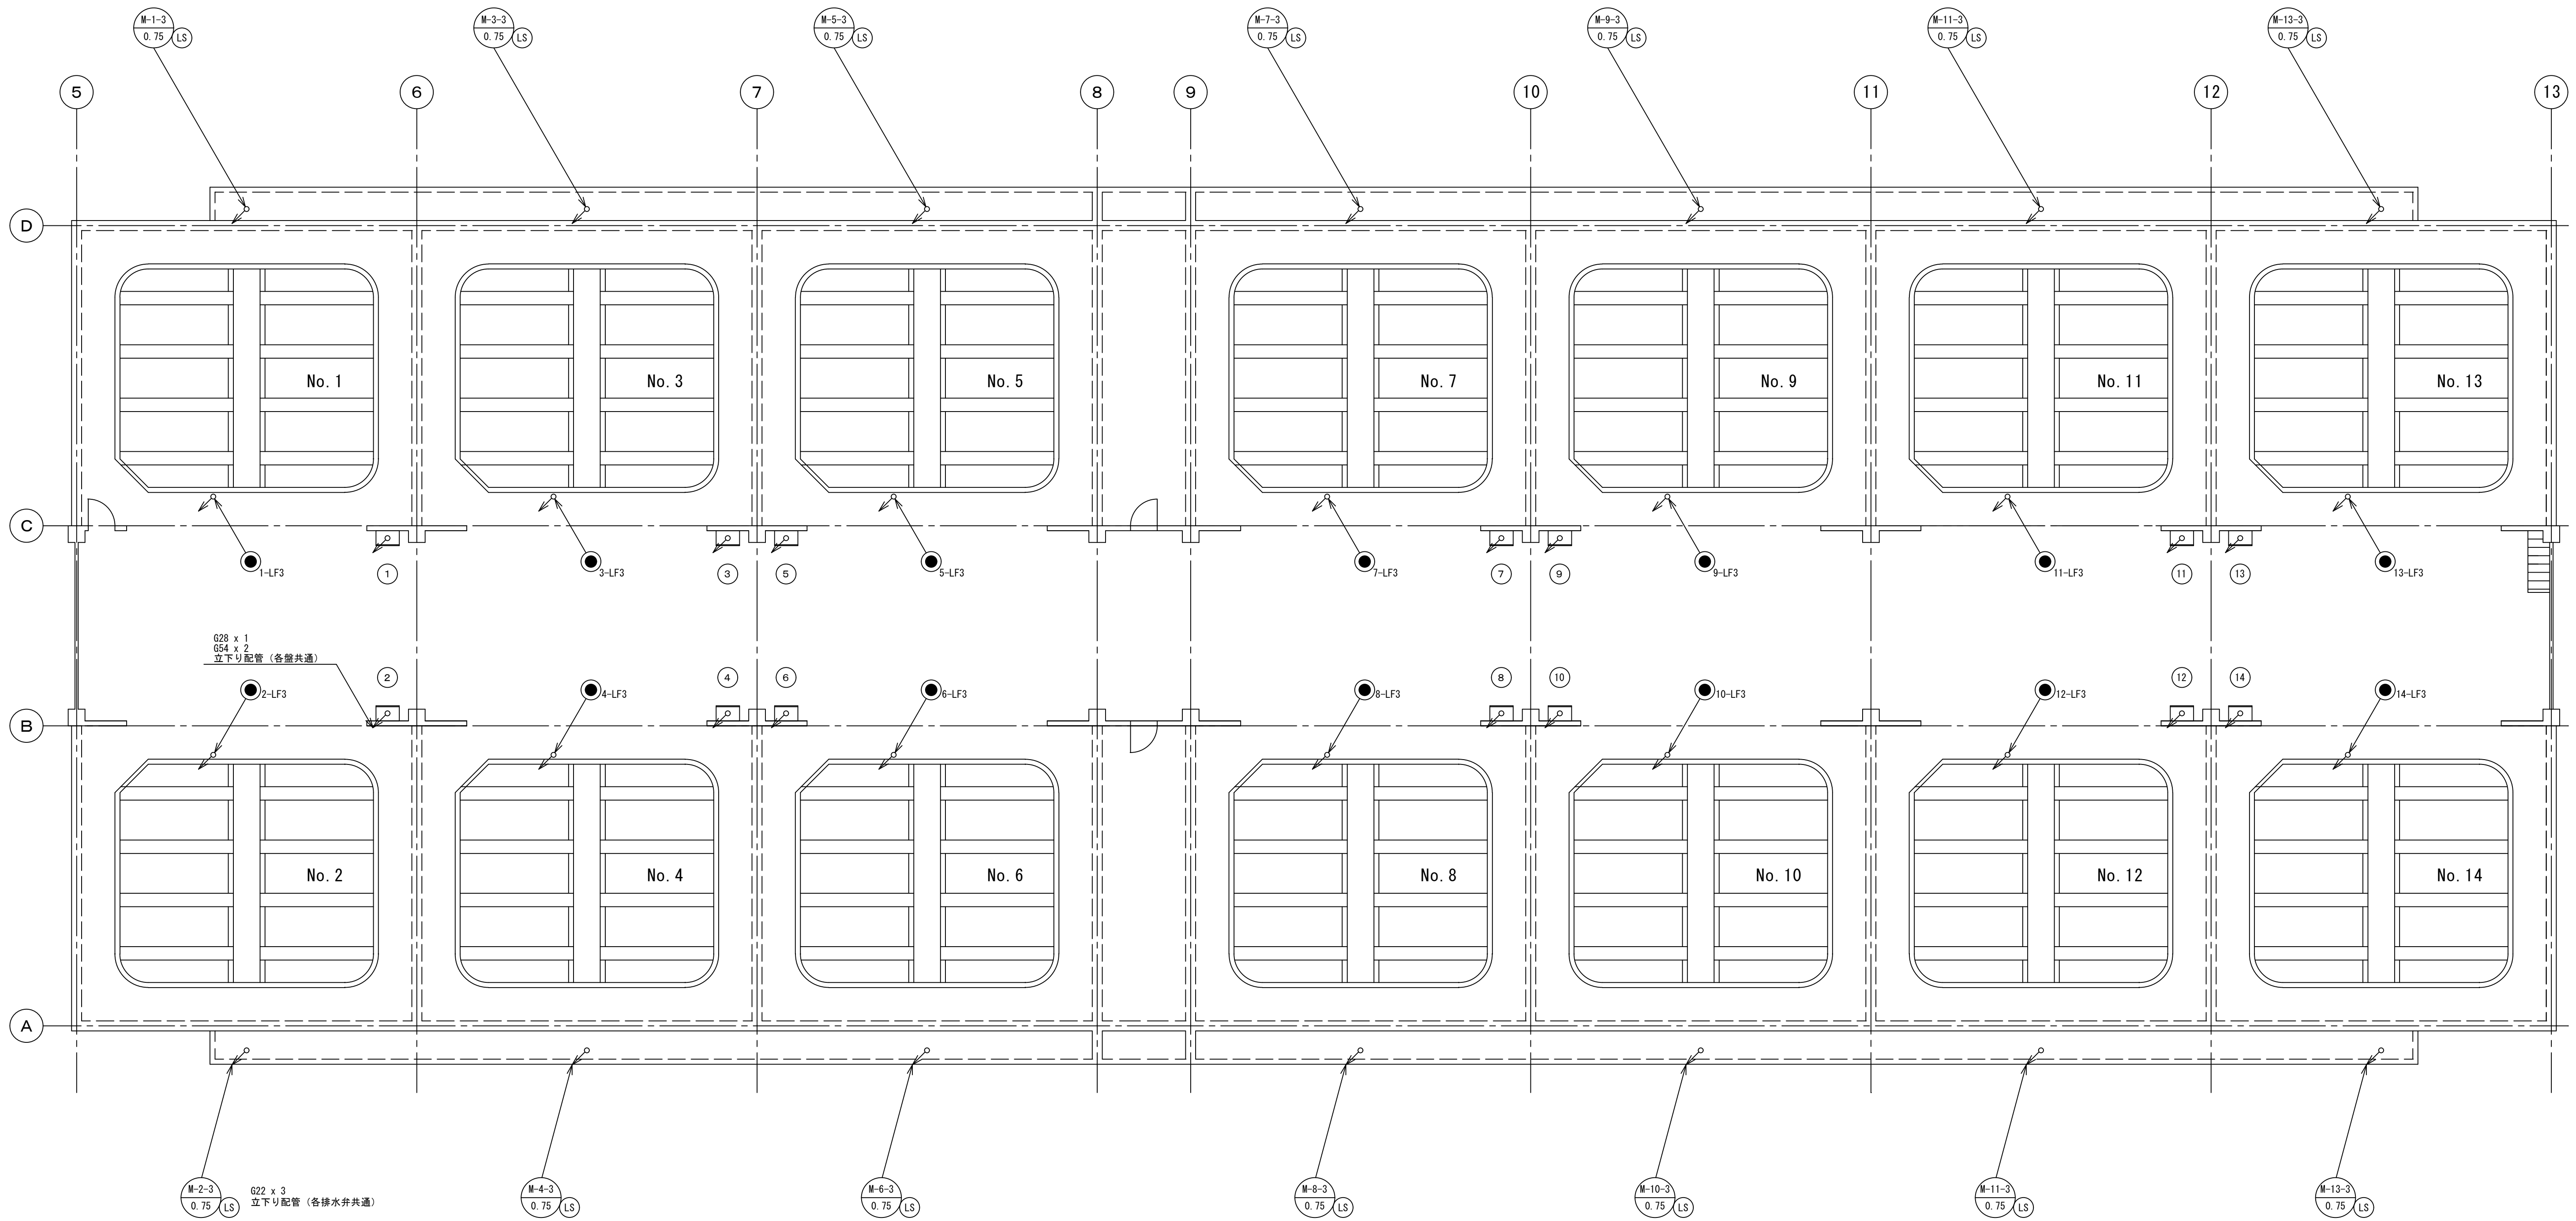 M-1-3
0.75
LS
M-3-3
0.75
LS
M-5-3
0.75
LS
M-7-3
0.75
LS
M-9-3
0.75
LS
M-11-3
0.75
LS
M-13-3
0.75
LS
5
6
7
8
9
10
11
12
13
D
No. 1
No. 3
No. 5
No. 7
No. 9
No. 11
No. 13
C
1-LF3
1
3-LF3
3
5
5-LF3
7-LF3
7
9
9-LF3
11-LF3
11
13
13-LF3
G28 x 1
G54 x 2
立下り配管 (各盤共通)
2-LF3
2
4-LF3
4
6
6-LF3
8-LF3
8
10
10-LF3
12-LF3
12
14
14-LF3
B
No. 2
No. 4
No. 6
No. 8
No. 10
No. 12
No. 14
A
M-2-3
0.75
LS
G22 x 3
立下り配管 (各排水弁共通)
M-4-3
0.75
LS
M-6-3
0.75
LS
M-8-3
0.75
LS
M-10-3
0.75
LS
M-11-3
0.75
LS
M-13-3
0.75
LS